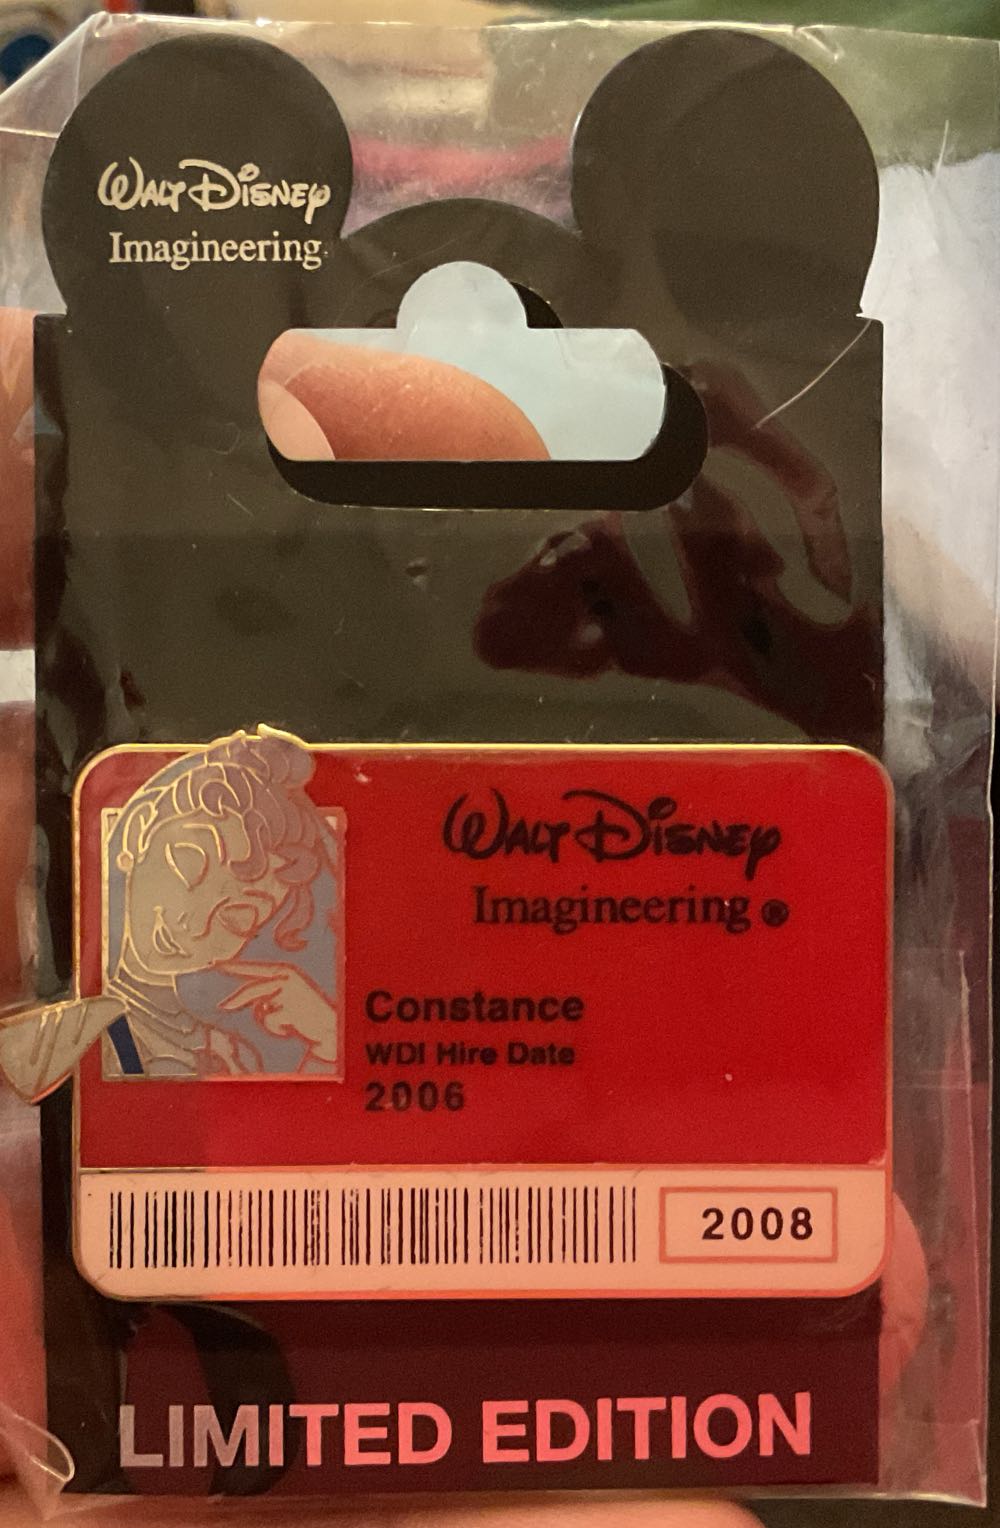 Walt Disney
Imagineering
Walt Disney
Imagineering ®
Constance
WDI Hire Date
2006
2008
LIMITED EDITION